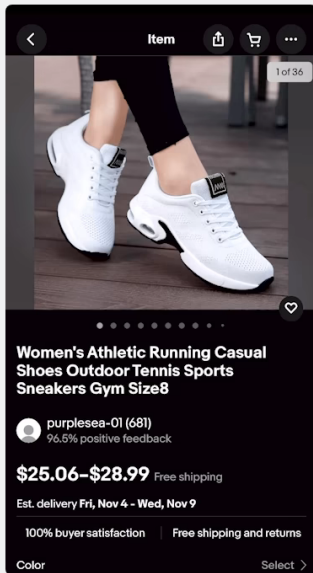 Item
1 of 36
Women's Athletic Running Casual
Shoes Outdoor Tennis Sports
Sneakers Gym Size8
purplesea-01 (681)
96.5% positive feedback
$25.06–$28.99 Free shipping
Est. delivery Fri, Nov 4 - Wed, Nov 9
100% buyer satisfaction
Free shipping and returns
Color
Select